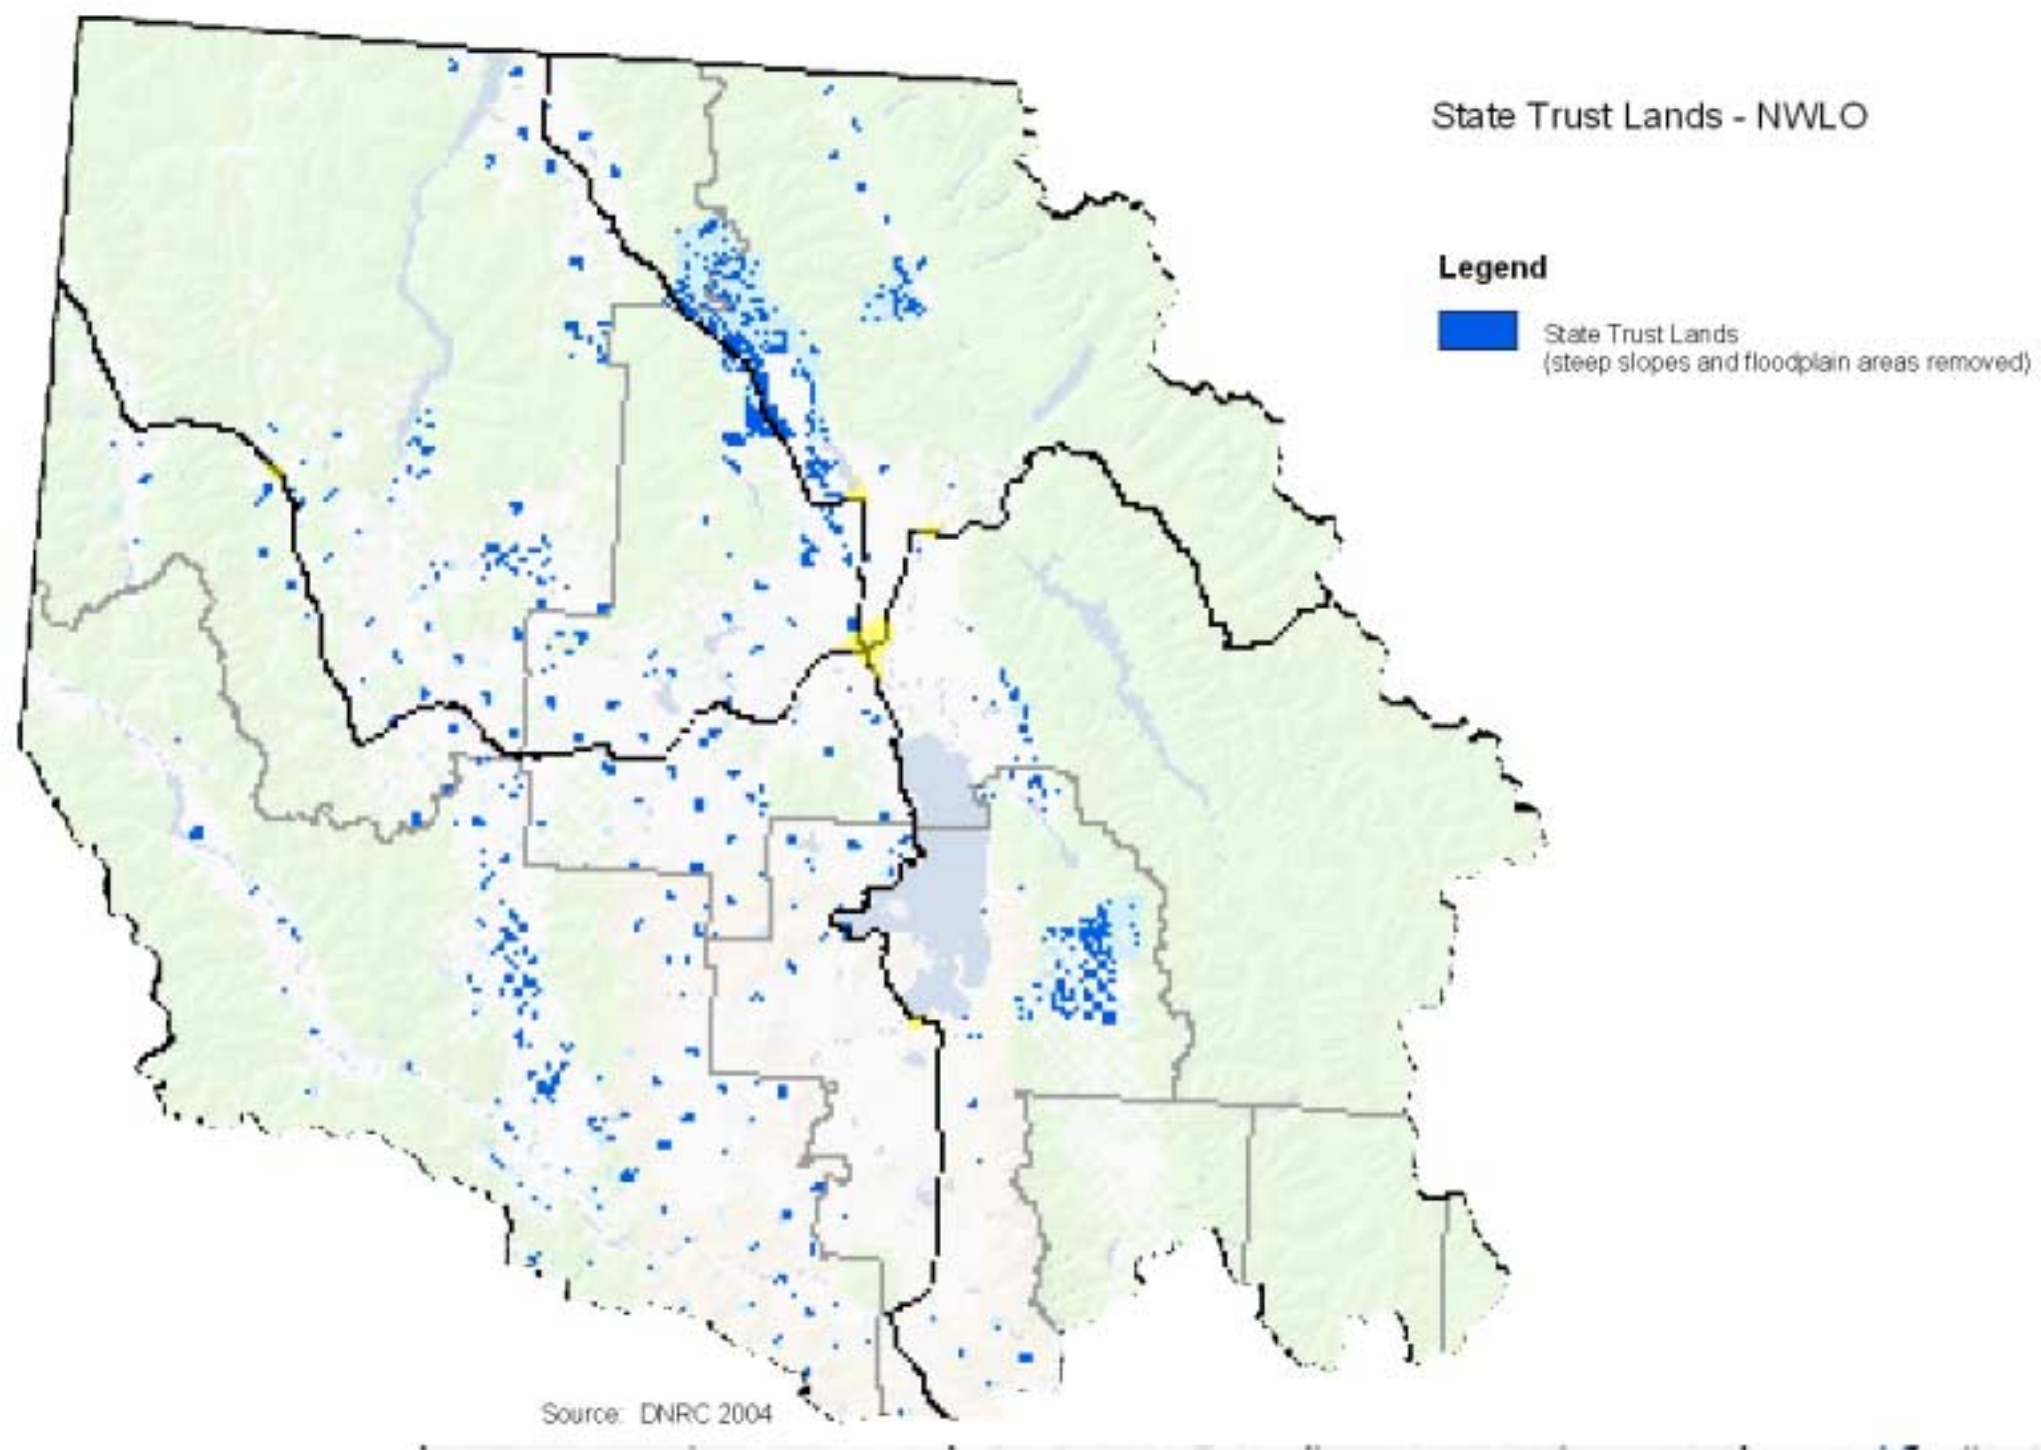 State Trust Lands - NWLO
Legend
State Trust Lands
(steep slopes and floodplain areas removed)
Source: DNRC 2004